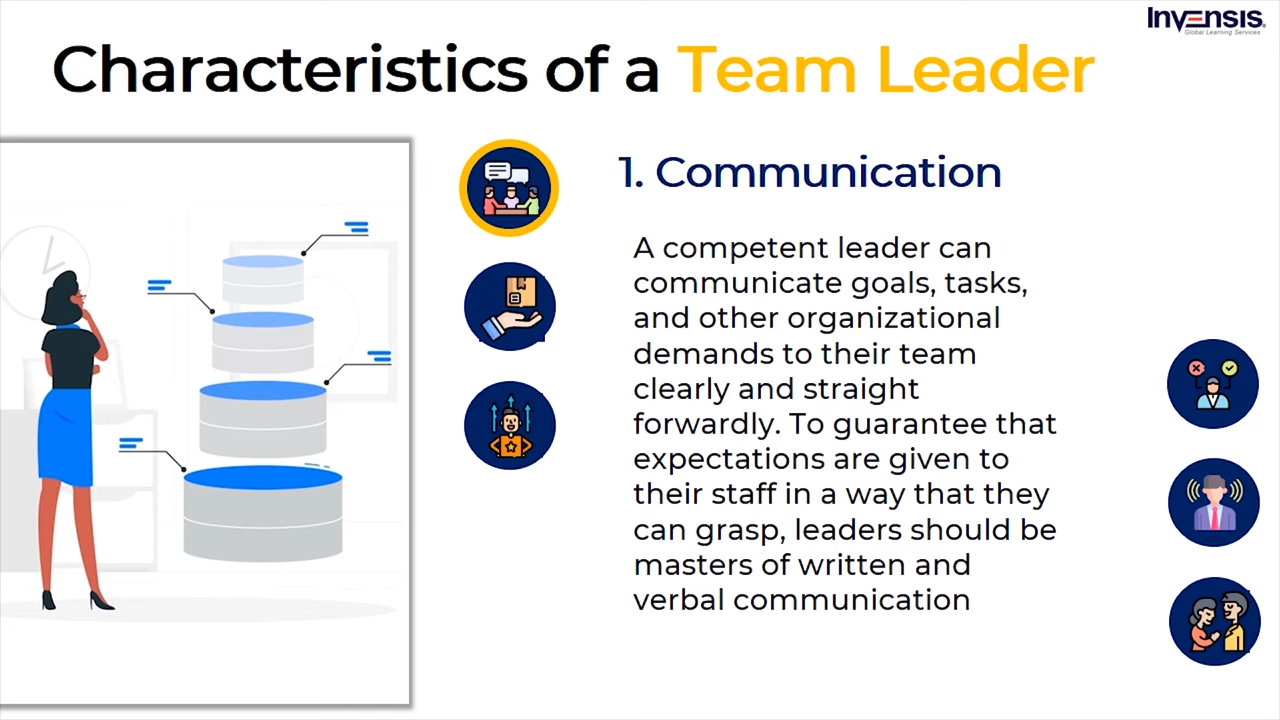 Invensis
Global Learning Services
Characteristics of a Team Leader
1. Communication
A competent leader can
communicate goals, tasks,
and other organizational
demands to their team
clearly and straight
forwardly. To guarantee that
expectations are given to
their staff in a way that they
can grasp, leaders should be
masters of written and
verbal communication